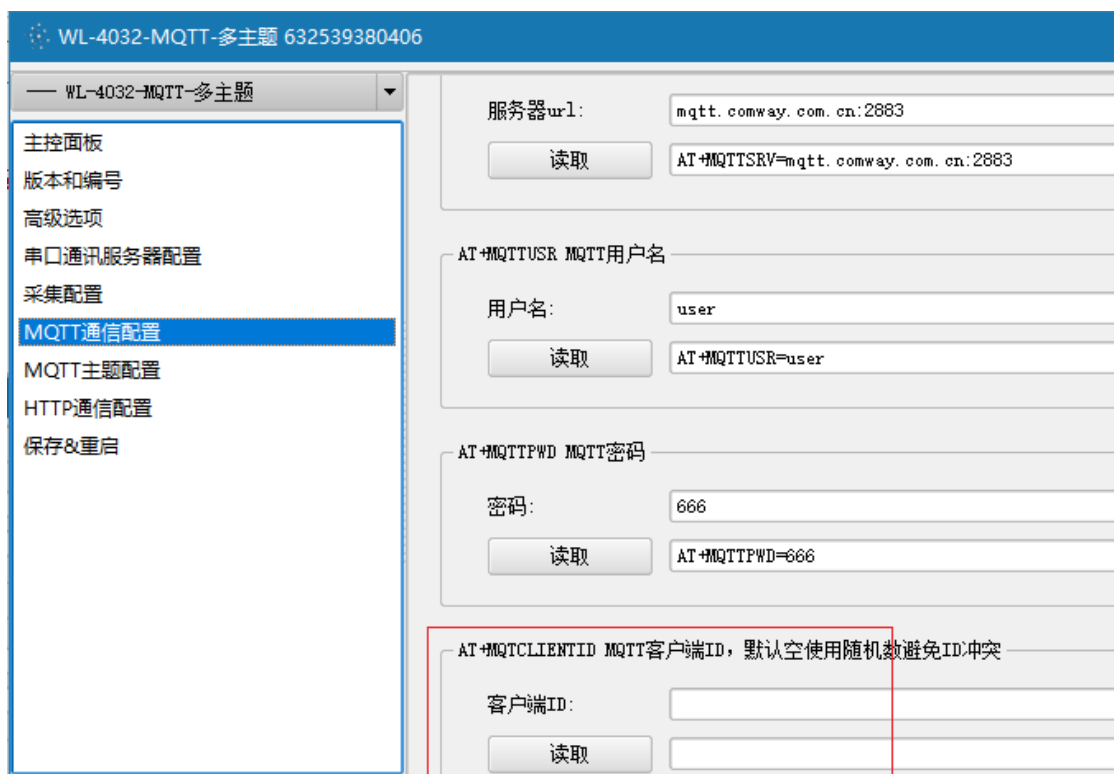 WL-4032-MQTT-多主题 632539380406
WL-4032-MQTT-多主题
主控面板
版本和编号
高级选项
串口通讯服务器配置
采集配置
MQTT通信配置
MQTT主题配置
HTTP通信配置
保存&重启
服务器url:
mqtt.comway.com.cn:2883
读取
AT+MQTTSRV=mqtt.comway.com.cn:2883
AT+MQTTUSR MQTT用户名
用户名:
user
读取
AT+MQTTUSR=user
AT+MQTTPWD MQTT密码
密码:
666
读取
AT+MQTTPWD=666
AT+MQTCLIENTID MQTT客户端ID，默认空使用随机数避免ID冲突
客户端ID:
读取